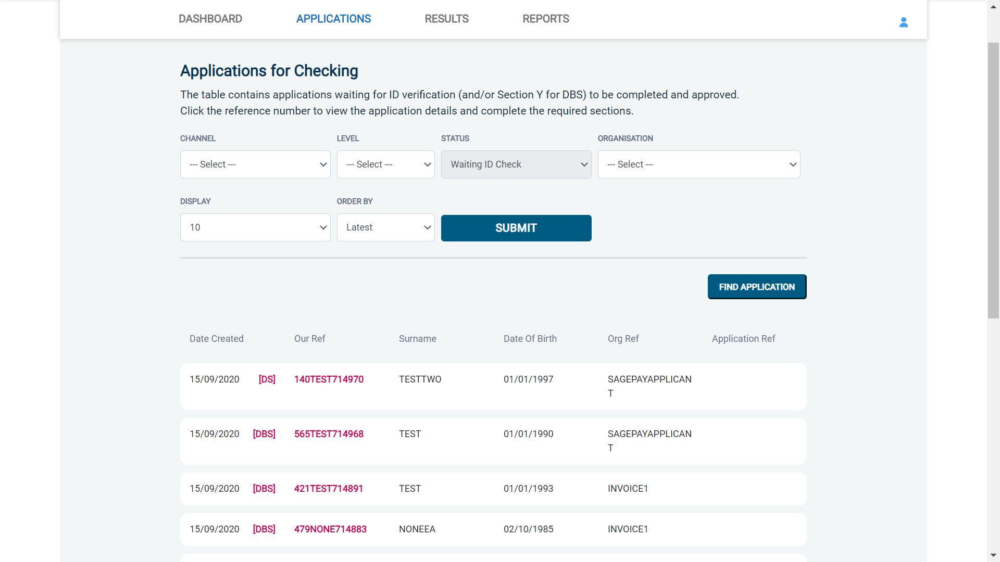 DASHBOARD APPLICATIONS RESULTS REPORTS
Applications for Checking
The table contains applications waiting for ID verification (and/or Section Y for DBS) to be completed and approved.
Click the reference number to view the application details and complete the required sections.
CHANNEL LEVEL STATUS ORGANISATION
--- Select --- --- Select --- Waiting ID Check --- Select ---
DISPLAY ORDER BY
10 Latest SUBMIT
FIND APPLICATION
Date Created Our Ref Surname Date Of Birth Org Ref Application Ref
15/09/2020 [DS] 140TEST714970 TESTTWO 01/01/1997 SAGEPAYAPPLICAN
T
15/09/2020 [DBS] 565TEST714968 TEST 01/01/1990 SAGEPAYAPPLICAN
T
15/09/2020 [DBS] 421TEST714891 TEST 01/01/1993 INVOICE1
15/09/2020 [DBS] 479NONE714883 NONEEA 02/10/1985 INVOICE1